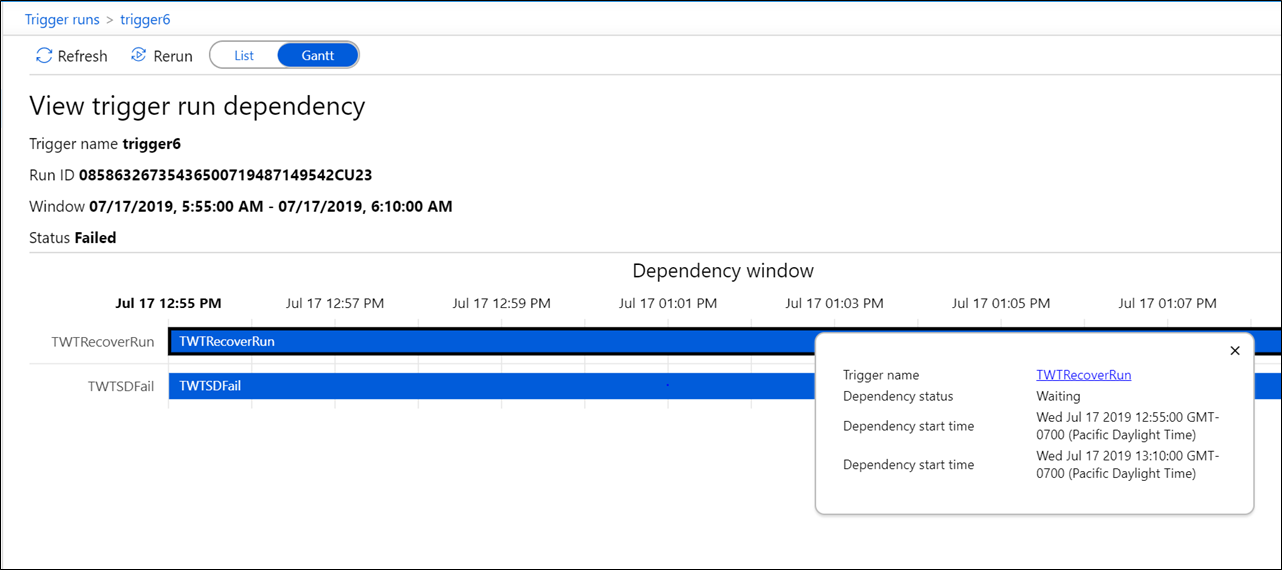 Trigger runs > trigger6
Refresh Rerun List Gantt
View trigger run dependency
Trigger name trigger6
Run ID 08586326735436500719487149542CU23
Window 07/17/2019, 5:55:00 AM - 07/17/2019, 6:10:00 AM
Status Failed
Dependency window
Jul 17 12:55 PM Jul 17 12:57 PM Jul 17 12:59 PM Jul 17 01:01 PM Jul 17 01:03 PM Jul 17 01:05 PM Jul 17 01:07 PM
TWTRecoverRun TWTRecoverRun
TWTSDFail TWTSDFail
Trigger name TWTRecoverRun
Dependency status Waiting
Dependency start time Wed Jul 17 2019 12:55:00 GMT-
0700 (Pacific Daylight Time)
Dependency start time Wed Jul 17 2019 13:10:00 GMT-
0700 (Pacific Daylight Time)